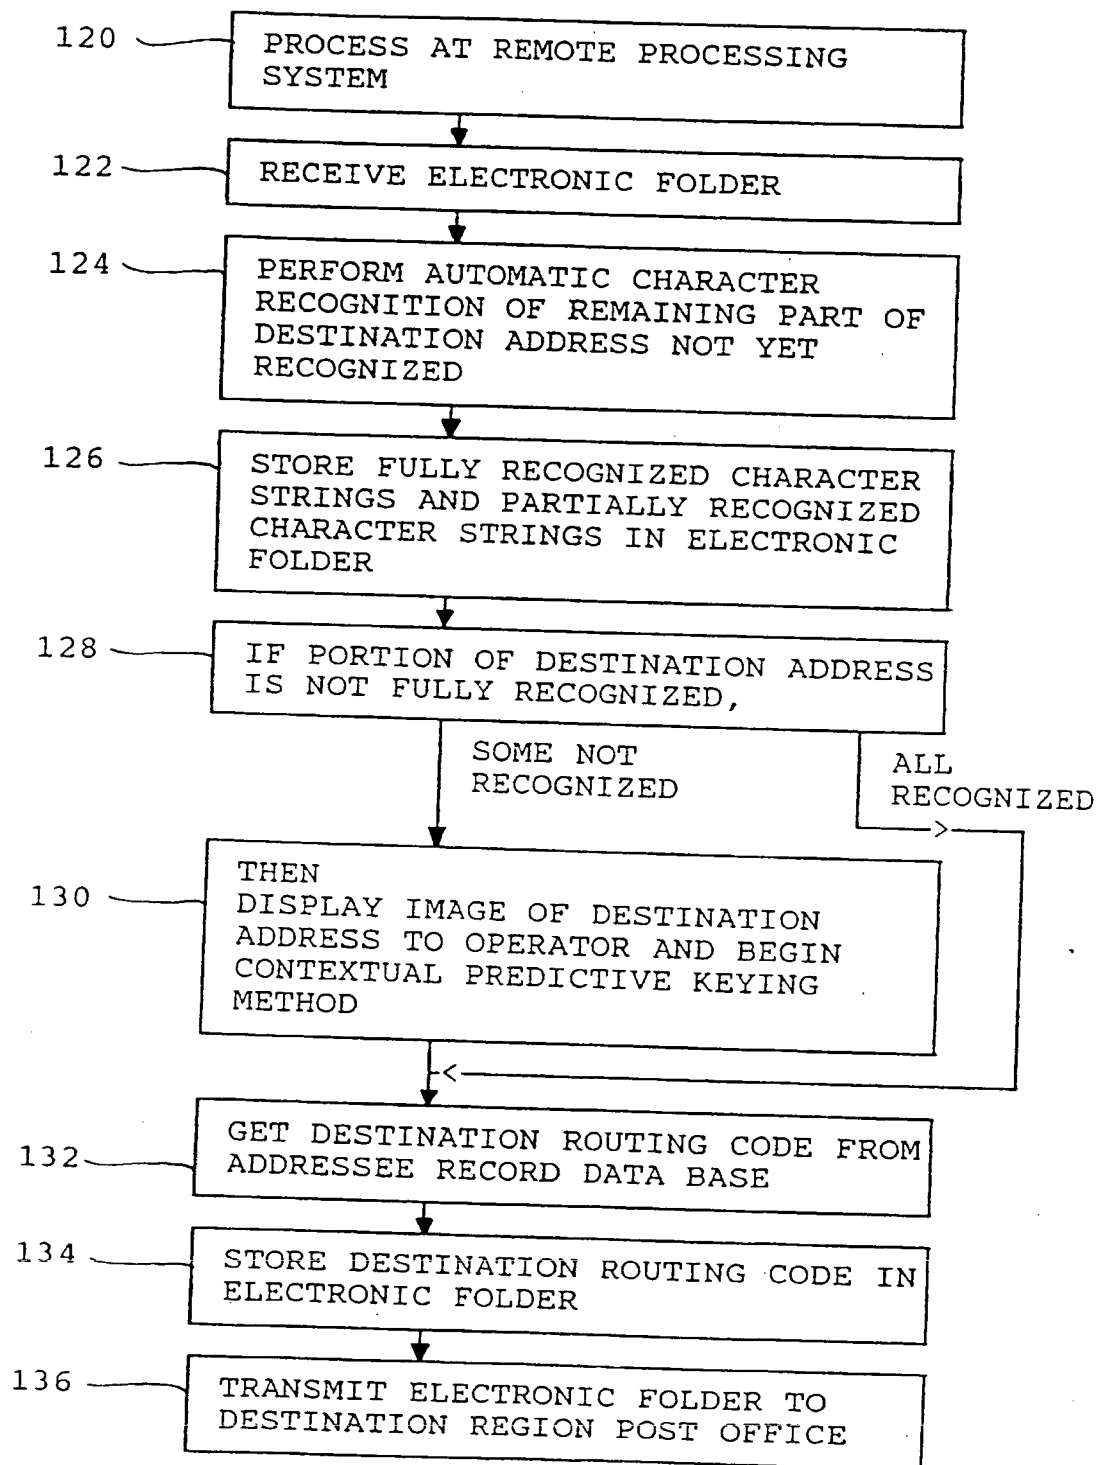 120
PROCESS AT REMOTE PROCESSING
SYSTEM
122
RECEIVE ELECTRONIC FOLDER
124
PERFORM AUTOMATIC CHARACTER
RECOGNITION OF REMAINING PART OF
DESTINATION ADDRESS NOT YET
RECOGNIZED
126
STORE FULLY RECOGNIZED CHARACTER
STRINGS AND PARTIALLY RECOGNIZED
CHARACTER STRINGS IN ELECTRONIC
FOLDER
128
IF PORTION OF DESTINATION ADDRESS
IS NOT FULLY RECOGNIZED,
SOME NOT
RECOGNIZED
ALL
RECOGNIZED
130
THEN
DISPLAY IMAGE OF DESTINATION
ADDRESS TO OPERATOR AND BEGIN
CONTEXTUAL PREDICTIVE KEYING
METHOD
132
GET DESTINATION ROUTING CODE FROM
ADDRESSEE RECORD DATA BASE
134
STORE DESTINATION ROUTING CODE IN
ELECTRONIC FOLDER
136
TRANSMIT ELECTRONIC FOLDER TO
DESTINATION REGION POST OFFICE